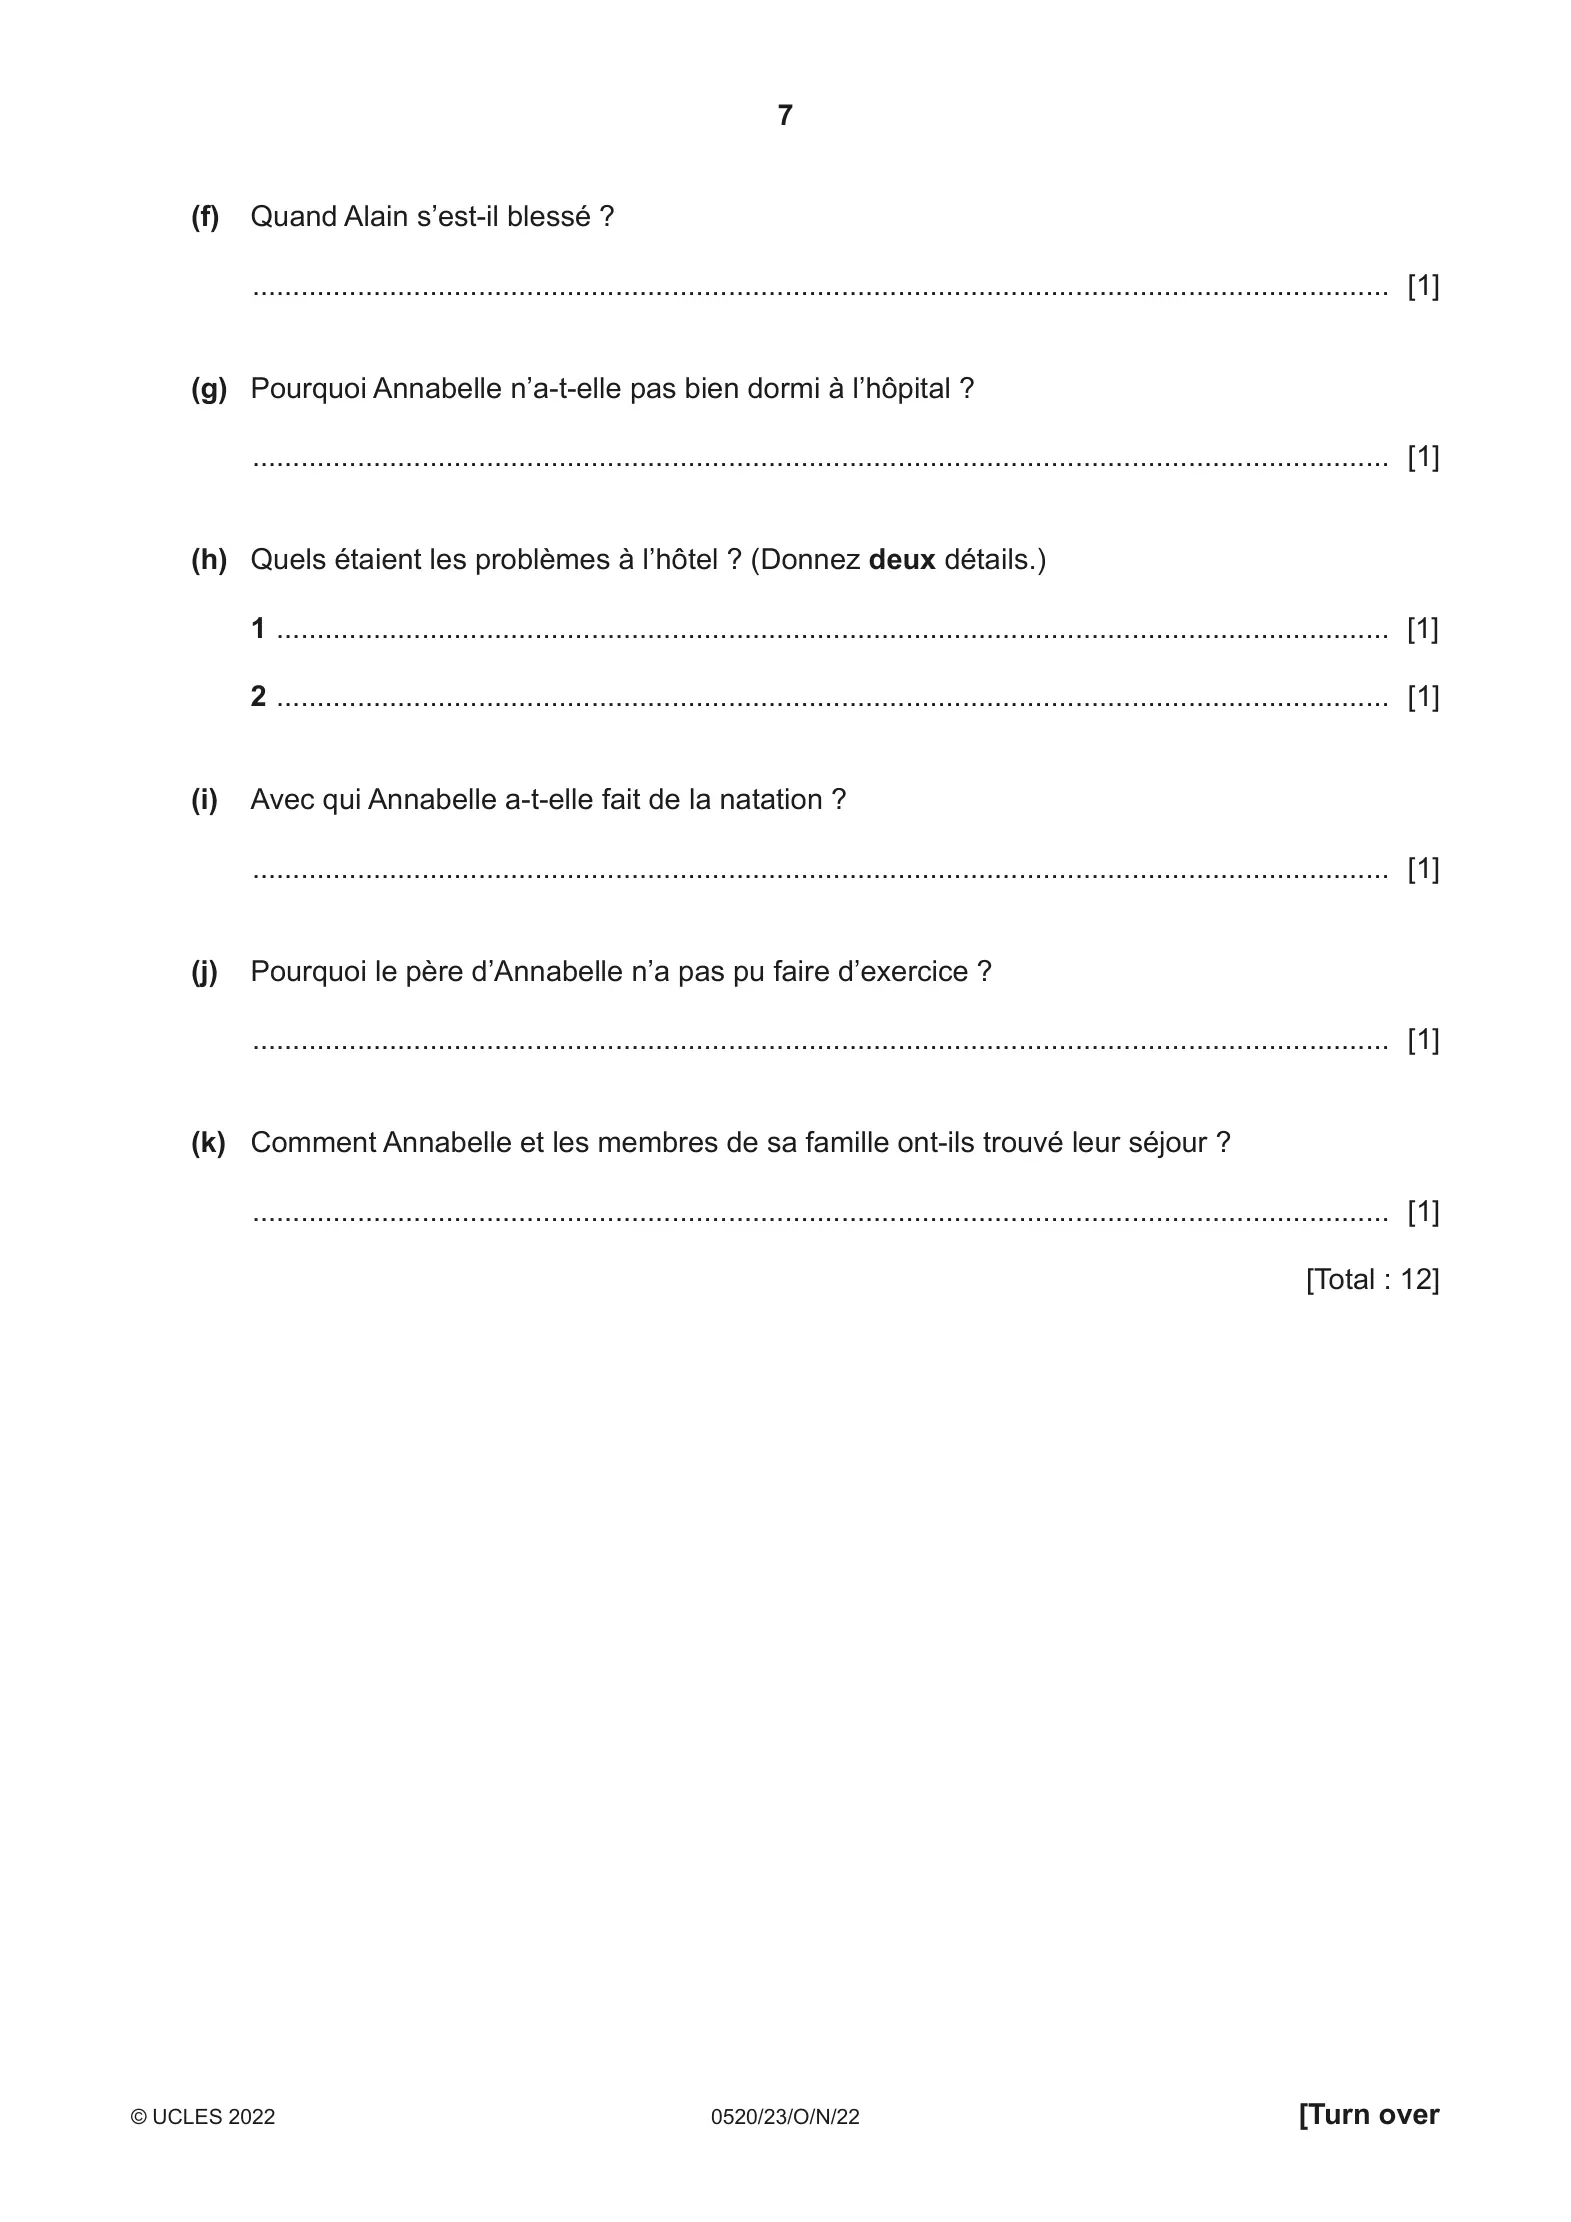 7
(f) Quand Alain s’est-il blessé ?
.......................................................................................................................................... [1]
(g) Pourquoi Annabelle n’a-t-elle pas bien dormi à l’hôpital ?
.......................................................................................................................................... [1]
(h) Quels étaient les problèmes à l’hôtel ? (Donnez deux détails.)
1 ....................................................................................................................................... [1]
2 ....................................................................................................................................... [1]
(i) Avec qui Annabelle a-t-elle fait de la natation ?
.......................................................................................................................................... [1]
(j) Pourquoi le père d’Annabelle n’a pas pu faire d’exercice ?
.......................................................................................................................................... [1]
(k) Comment Annabelle et les membres de sa famille ont-ils trouvé leur séjour ?
.......................................................................................................................................... [1]
[Total : 12]
© UCLES 2022 0520/23/O/N/22 [Turn over